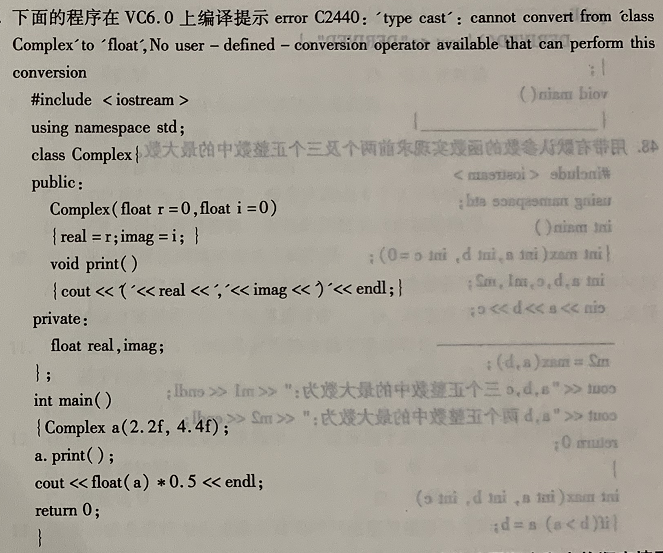 下面的程序在 VC6.0 上编译提示 error C2440:´type cast´: cannot convert from ´class
Complex´to ´float´,No user - defined - conversion operator available that can perform this
conversion
#include <iostream>
using namespace std;
class Complex{
public:
Complex(float r=0,float i=0)
{real=r;imag=i;}
void print()
{cout<<´(´<<real<<´,´<<imag<<´)´<<endl;}
private:
float real,imag;
};
int main()
{Complex a(2.2f, 4.4f);
a. print();
cout<<float(a) *0.5 <<endl;
return 0;
}